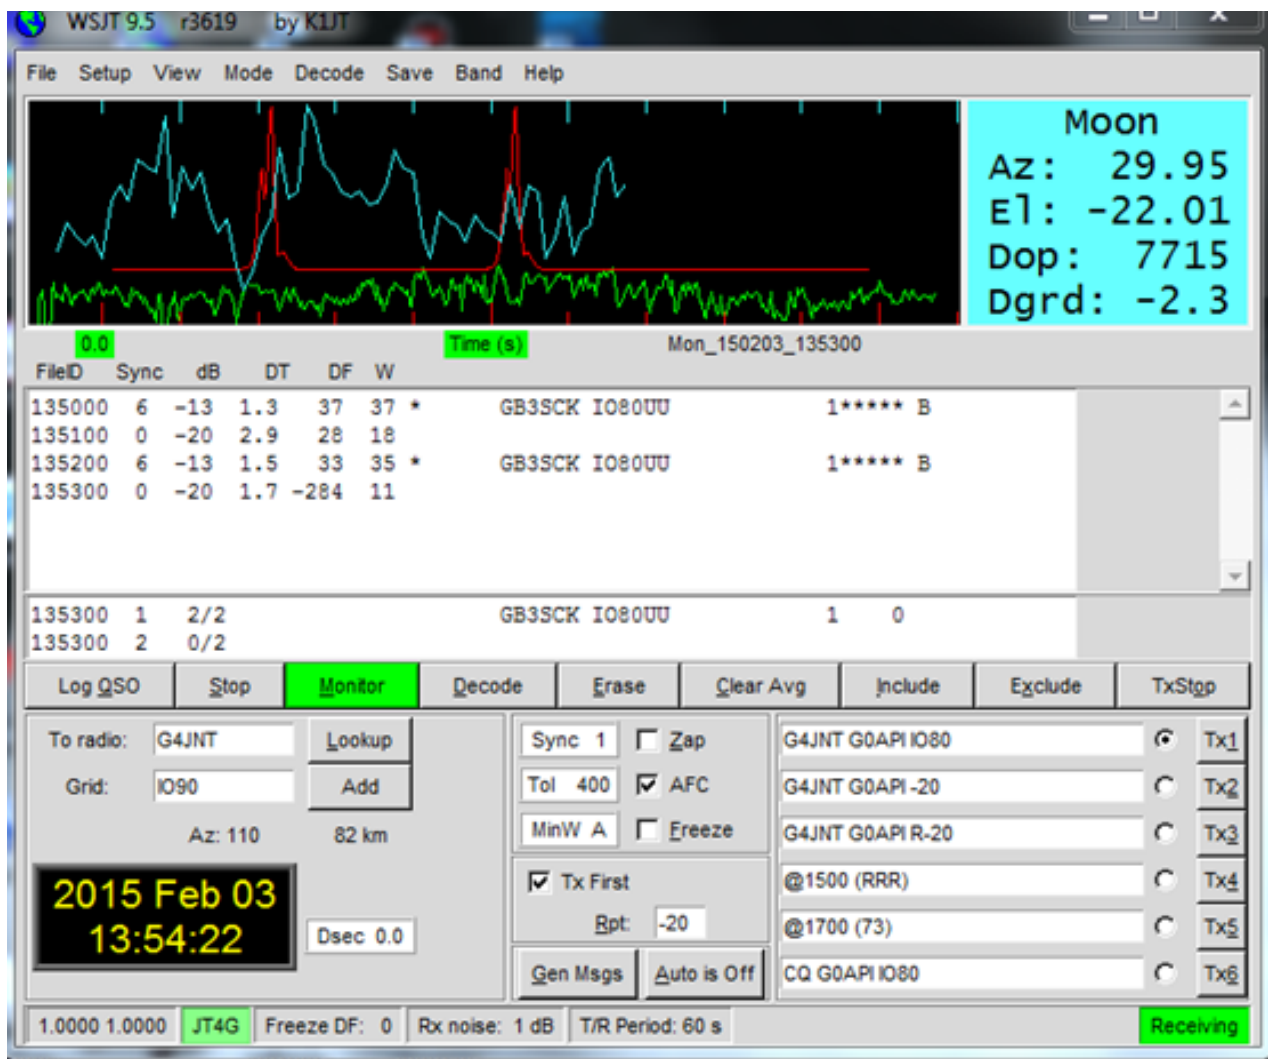 WSJT 9.5 r3619 by K1JT
File Setup View Mode Decode Save Band Help
Moon
Az: 29.95
El: -22.01
Dop: 7715
Dgrd: -2.3
0.0 Time (s) Mon_150203_135300
FileID Sync dB DT DF W
135000 6 -13 1.3 37 37 * GB3SCK IO80UU 1***** B
135100 0 -20 2.9 28 18
135200 6 -13 1.5 33 35 * GB3SCK IO80UU 1***** B
135300 0 -20 1.7 -284 11
135300 1 2/2 GB3SCK IO80UU 1 0
135300 2 0/2
Log QSO Stop Monitor Decode Erase Clear Avg Include Exclude TxStop
To radio: G4JNT Lookup
Grid: IO90 Add
Az: 110 82 km
2015 Feb 03
13:54:22
Dsec 0.0
Sync 1 Zap
Tol 400 AFC
MinW A Freeze
Tx First
Rpt: -20
Gen Msgs Auto is Off
G4JNT G0API IO80 Tx1
G4JNT G0API -20 Tx2
G4JNT G0API R-20 Tx3
@1500 (RRR) Tx4
@1700 (73) Tx5
CQ G0API IO80 Tx6
1.0000 1.0000 JT4G Freeze DF: 0 Rx noise: 1 dB T/R Period: 60 s Receiving